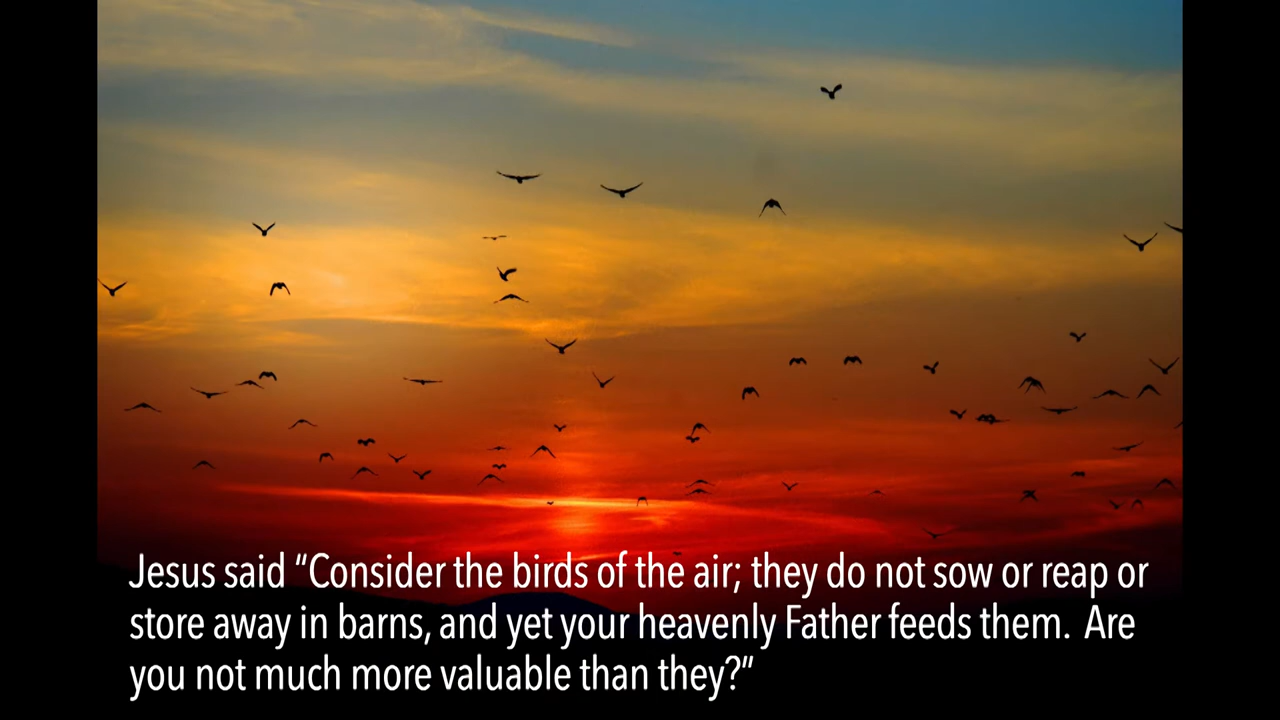 Jesus said “Consider the birds of the air; they do not sow or reap or
store away in barns, and yet your heavenly Father feeds them.  Are
you not much more valuable than they?”